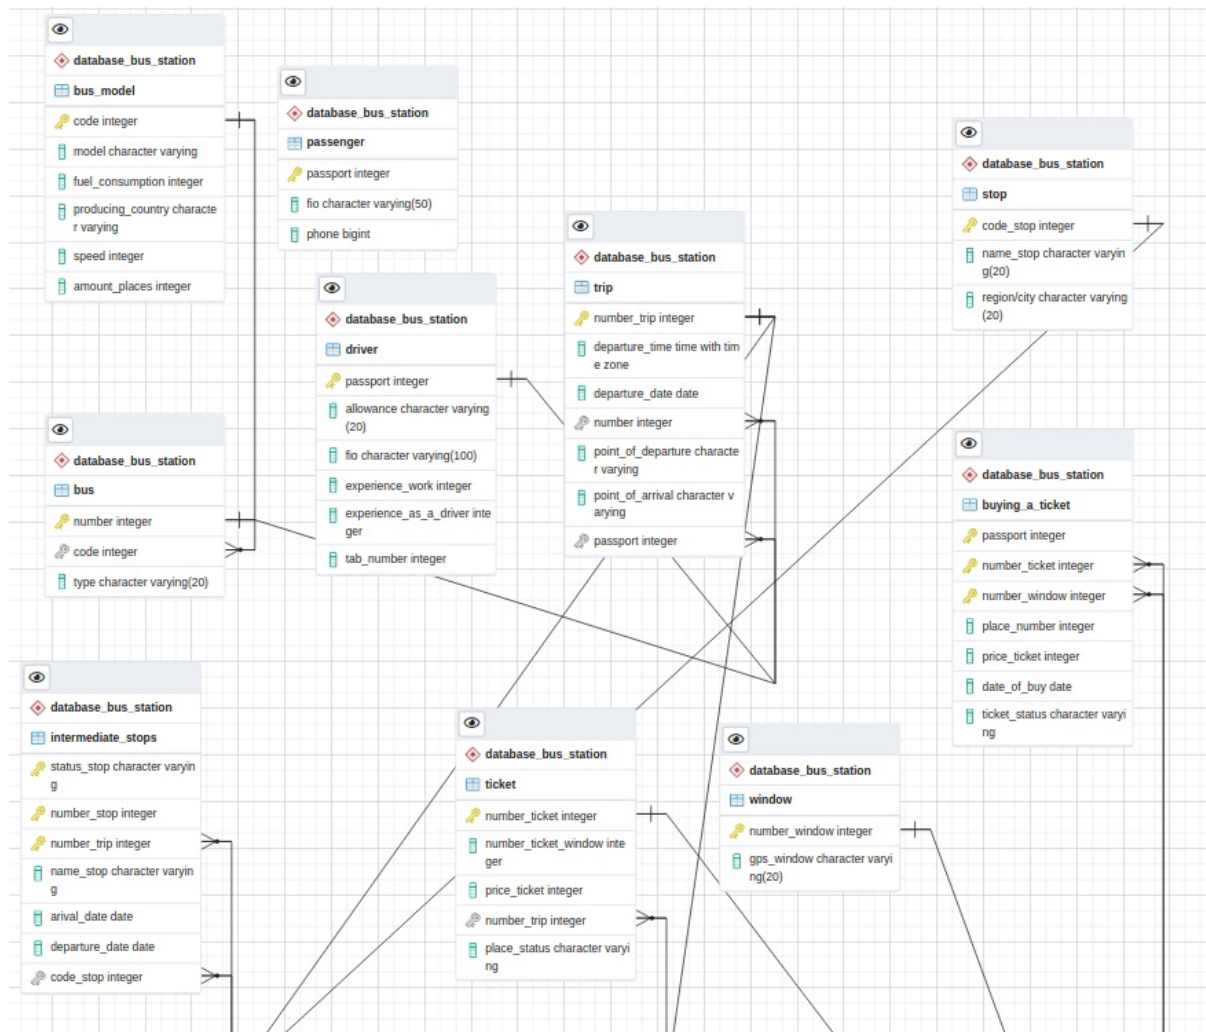 database_bus_station
bus_model
code integer
model character varying
fuel_consumption integer
producing_country characte
r varying
speed integer
amount_places integer
database_bus_station
passenger
passport integer
fio character varying(50)
phone bigint
database_bus_station
stop
code_stop integer
name_stop character varyin
g(20)
region/city character varying
(20)
database_bus_station
trip
number_trip integer
departure_time time with tim
e zone
departure_date date
number integer
point_of_departure characte
r varying
point_of_arrival character v
arying
passport integer
database_bus_station
driver
passport integer
allowance character varying
(20)
fio character varying(100)
experience_work integer
experience_as_a_driver inte
ger
tab_number integer
database_bus_station
bus
number integer
code integer
type character varying(20)
database_bus_station
buying_a_ticket
passport integer
number_ticket integer
number_window integer
place_number integer
price_ticket integer
date_of_buy date
ticket_status character varyi
ng
database_bus_station
intermediate_stops
status_stop character varyin
g
number_stop integer
number_trip integer
name_stop character varyin
g
arival_date date
departure_date date
code_stop integer
database_bus_station
ticket
number_ticket integer
number_ticket_window inte
ger
price_ticket integer
number_trip integer
place_status character varyi
ng
database_bus_station
window
number_window integer
gps_window character varyi
ng(20)